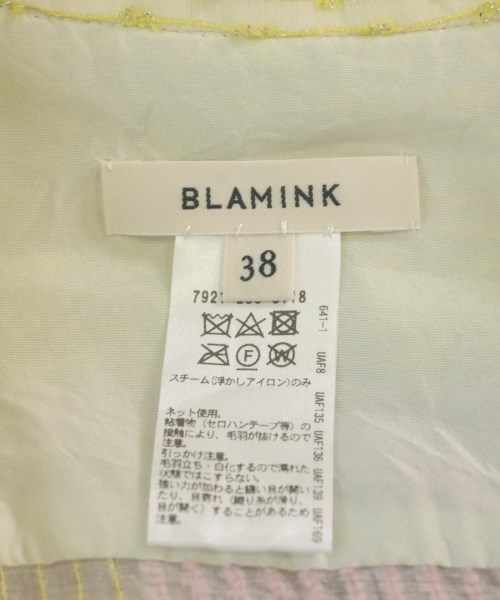 BLAMINK
38
7921
スチーム(浮かしアイロン)のみ
ネット使用。
粘着物（セロハンテープ等）の
接触により、毛羽が抜けるので
注意。
引っかけ注意。
毛羽立ち・白化するので濡れた
状態ではこすらない。
強い力が加わると縫い目が開い
たり、目寄れ（織り糸が滑り、
目が開く）することがあるため
注意。
641-1 UAF8 UAF135 UAF136 UAF139 UAF169